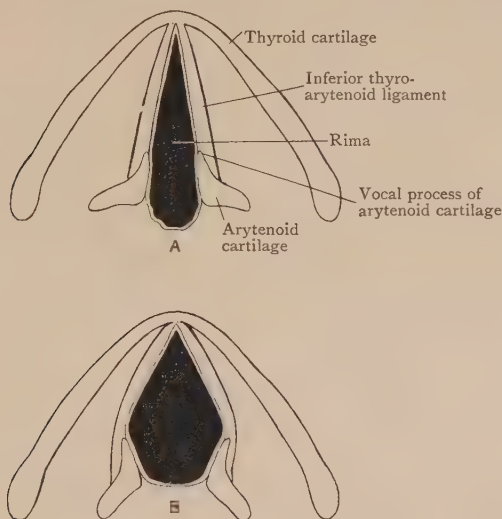 Thyroid cartilage
Inferior thyro-
arytenoid ligament
Rima
Vocal process of
arytenoid cartilage
Arytenoid
cartilage
A